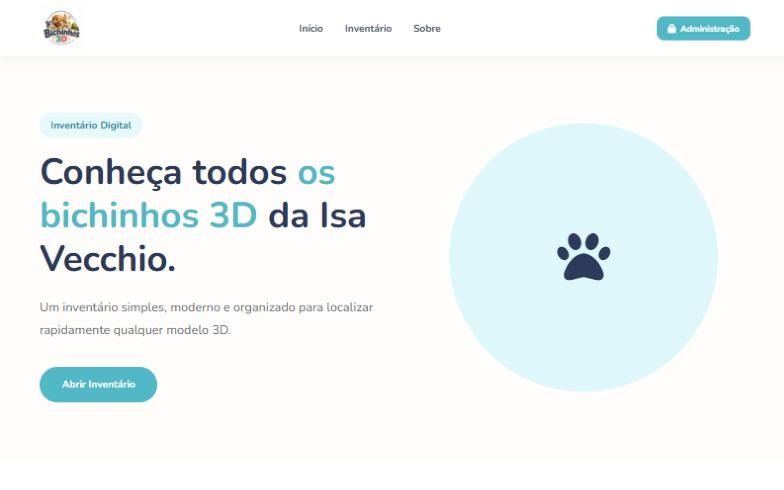 Bichinhos
3D
Início
Inventário
Sobre
Administração
Inventário Digital
Conheça todos os
bichinhos 3D da Isa
Vecchio.
Um inventário simples, moderno e organizado para localizar
rapidamente qualquer modelo 3D.
Abrir Inventário